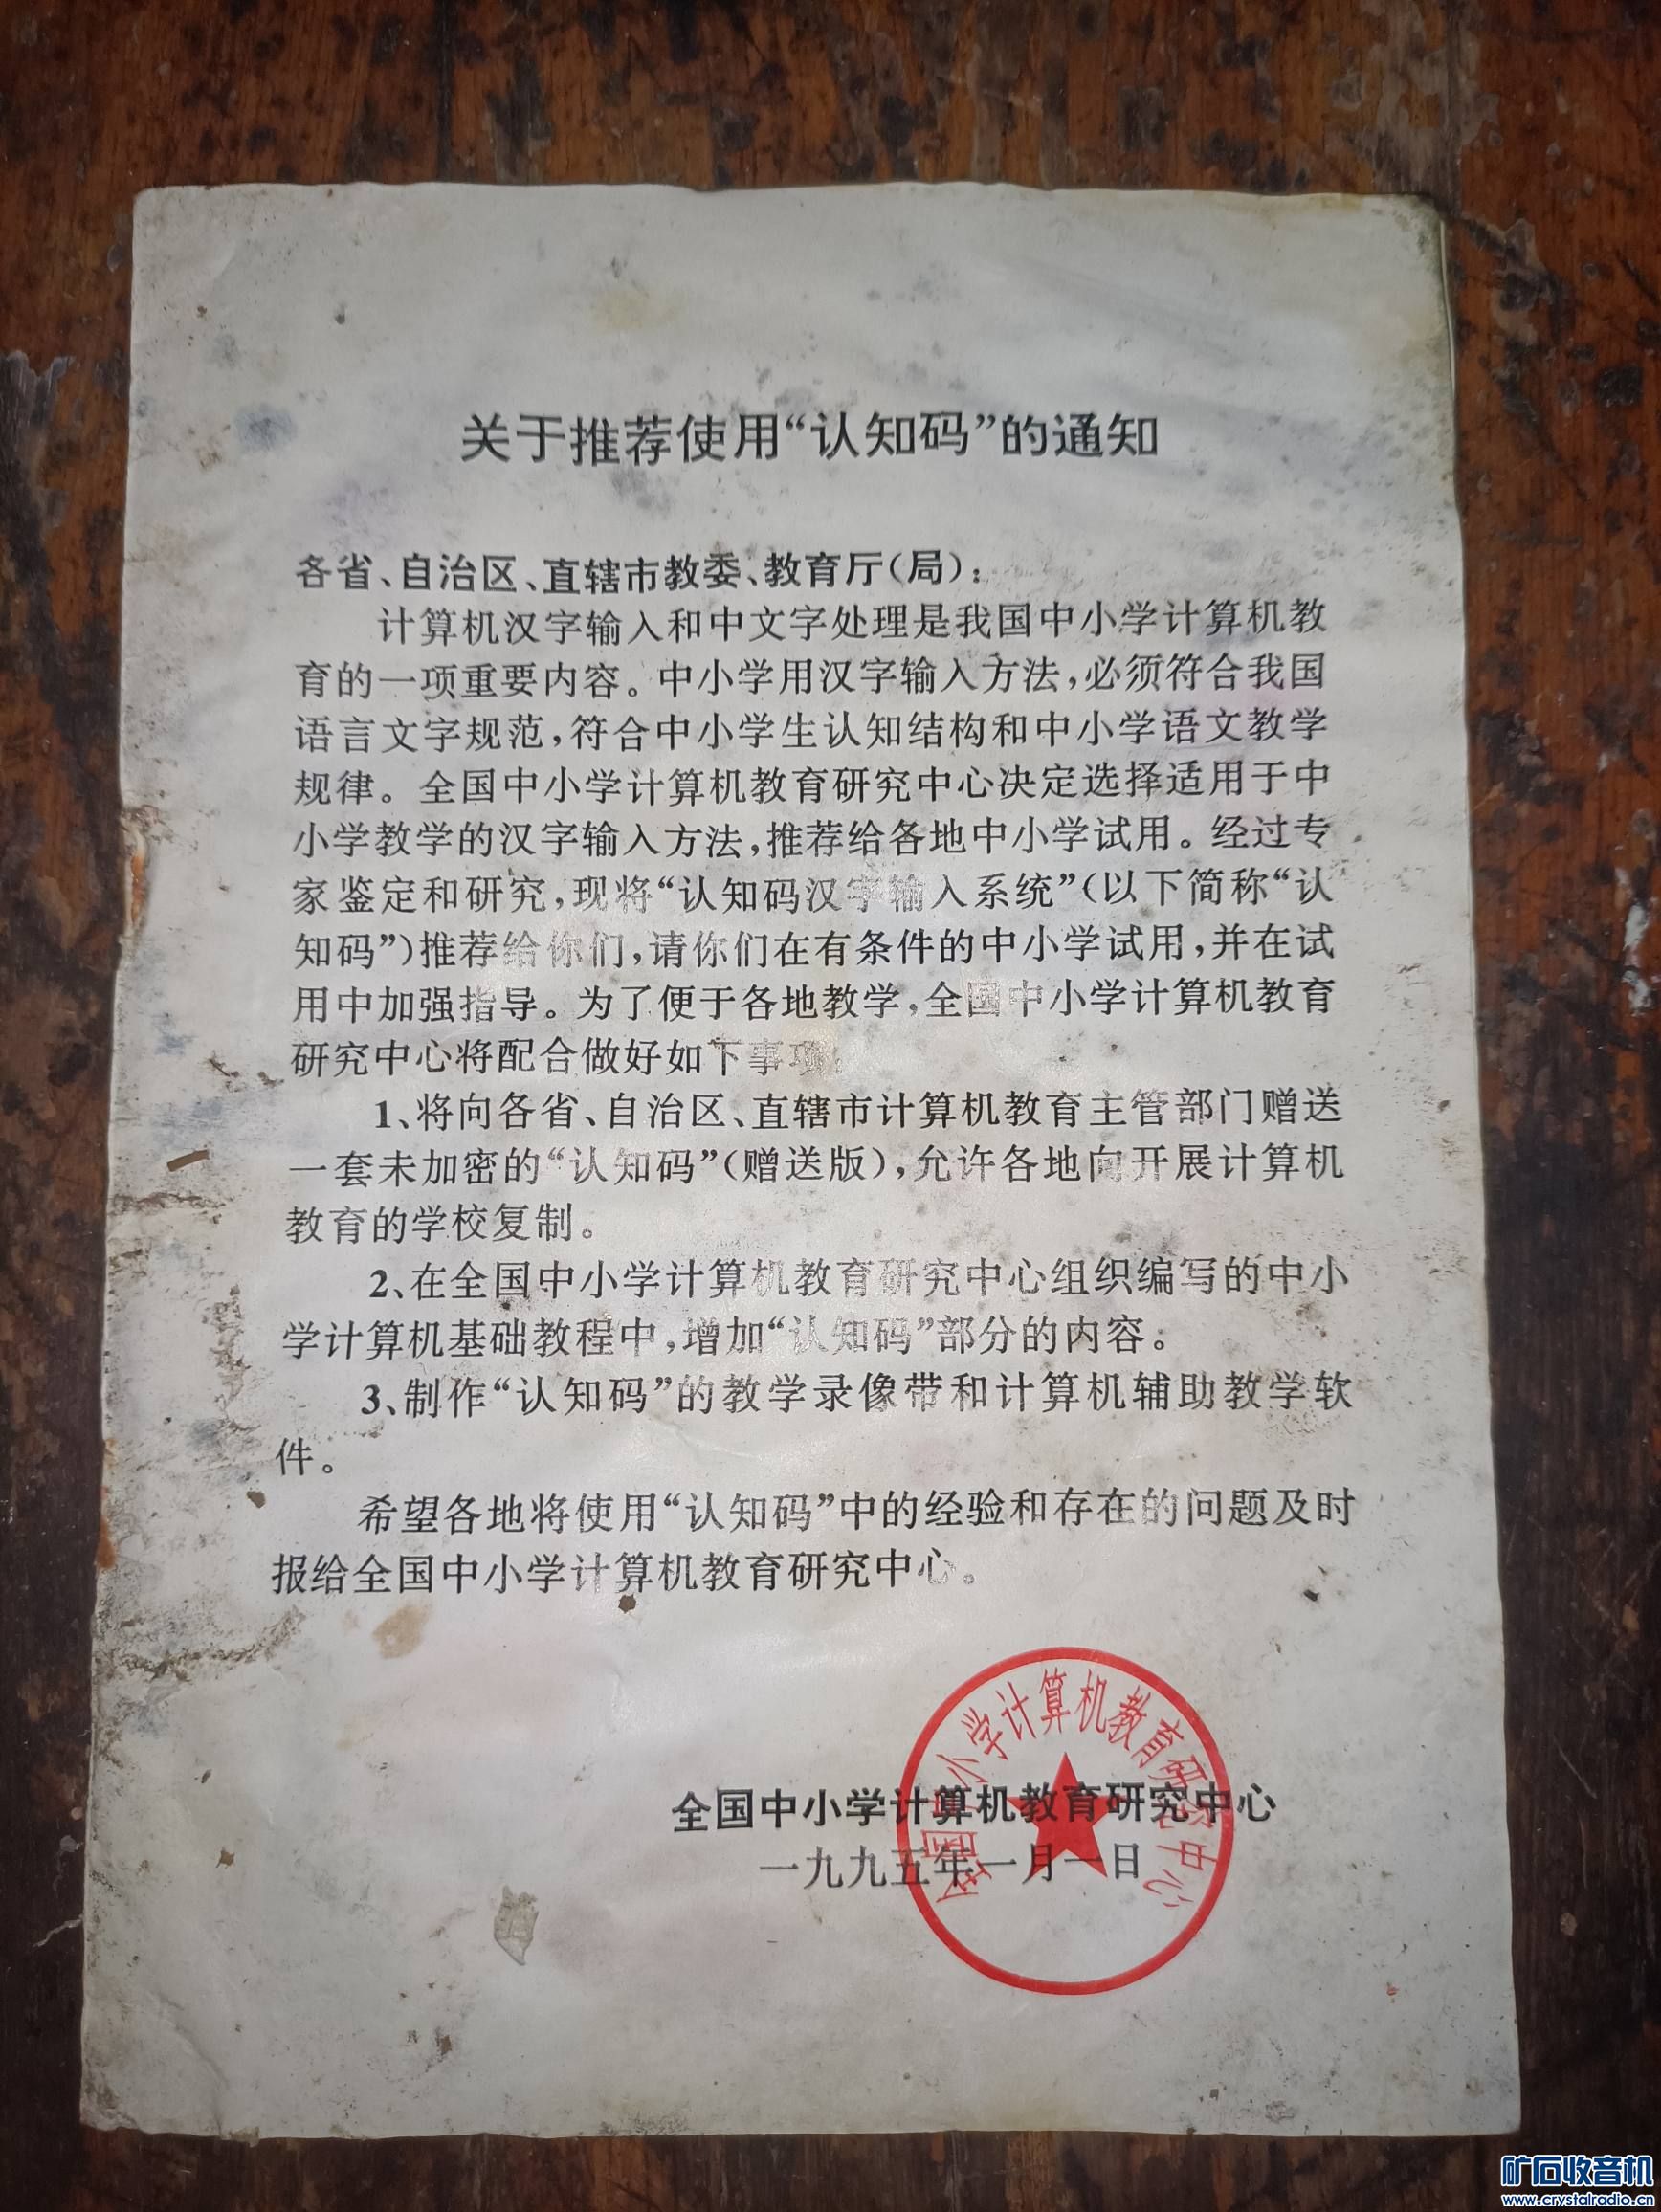 关于推荐使用“认知码”的通知
各省、自治区、直辖市教委、教育厅(局)：
计算机汉字输入和中文字处理是我国中小学计算机教
育的一项重要内容。中小学用汉字输入方法，必须符合我国
语言文字规范，符合中小学生认知结构和中小学语文教学
规律。全国中小学计算机教育研究中心决定选择适用于中
小学教学的汉字输入方法，推荐给各地中小学试用。经过专
家鉴定和研究，现将“认知码汉字输入系统”(以下简称“认
知码”)推荐给你们，请你们在有条件的中小学试用，并在试
用中加强指导。为了便于各地教学，全国中小学计算机教育
研究中心将配合做好如下事项：
1、将向各省、自治区、直辖市计算机教育主管部门赠送
一套未加密的“认知码”(赠送版)，允许各地向开展计算机
教育的学校复制。
2、在全国中小学计算机教育研究中心组织编写的中小
学计算机基础教程中，增加“认知码”部分的内容。
3、制作“认知码”的教学录像带和计算机辅助教学软
件。
希望各地将使用“认知码”中的经验和存在的问题及时
报给全国中小学计算机教育研究中心。
全国中小学计算机教育研究中心
一九九五年一月一日
全国中小学计算机教育研究中心
矿石收音机
www.crystalradio.cn